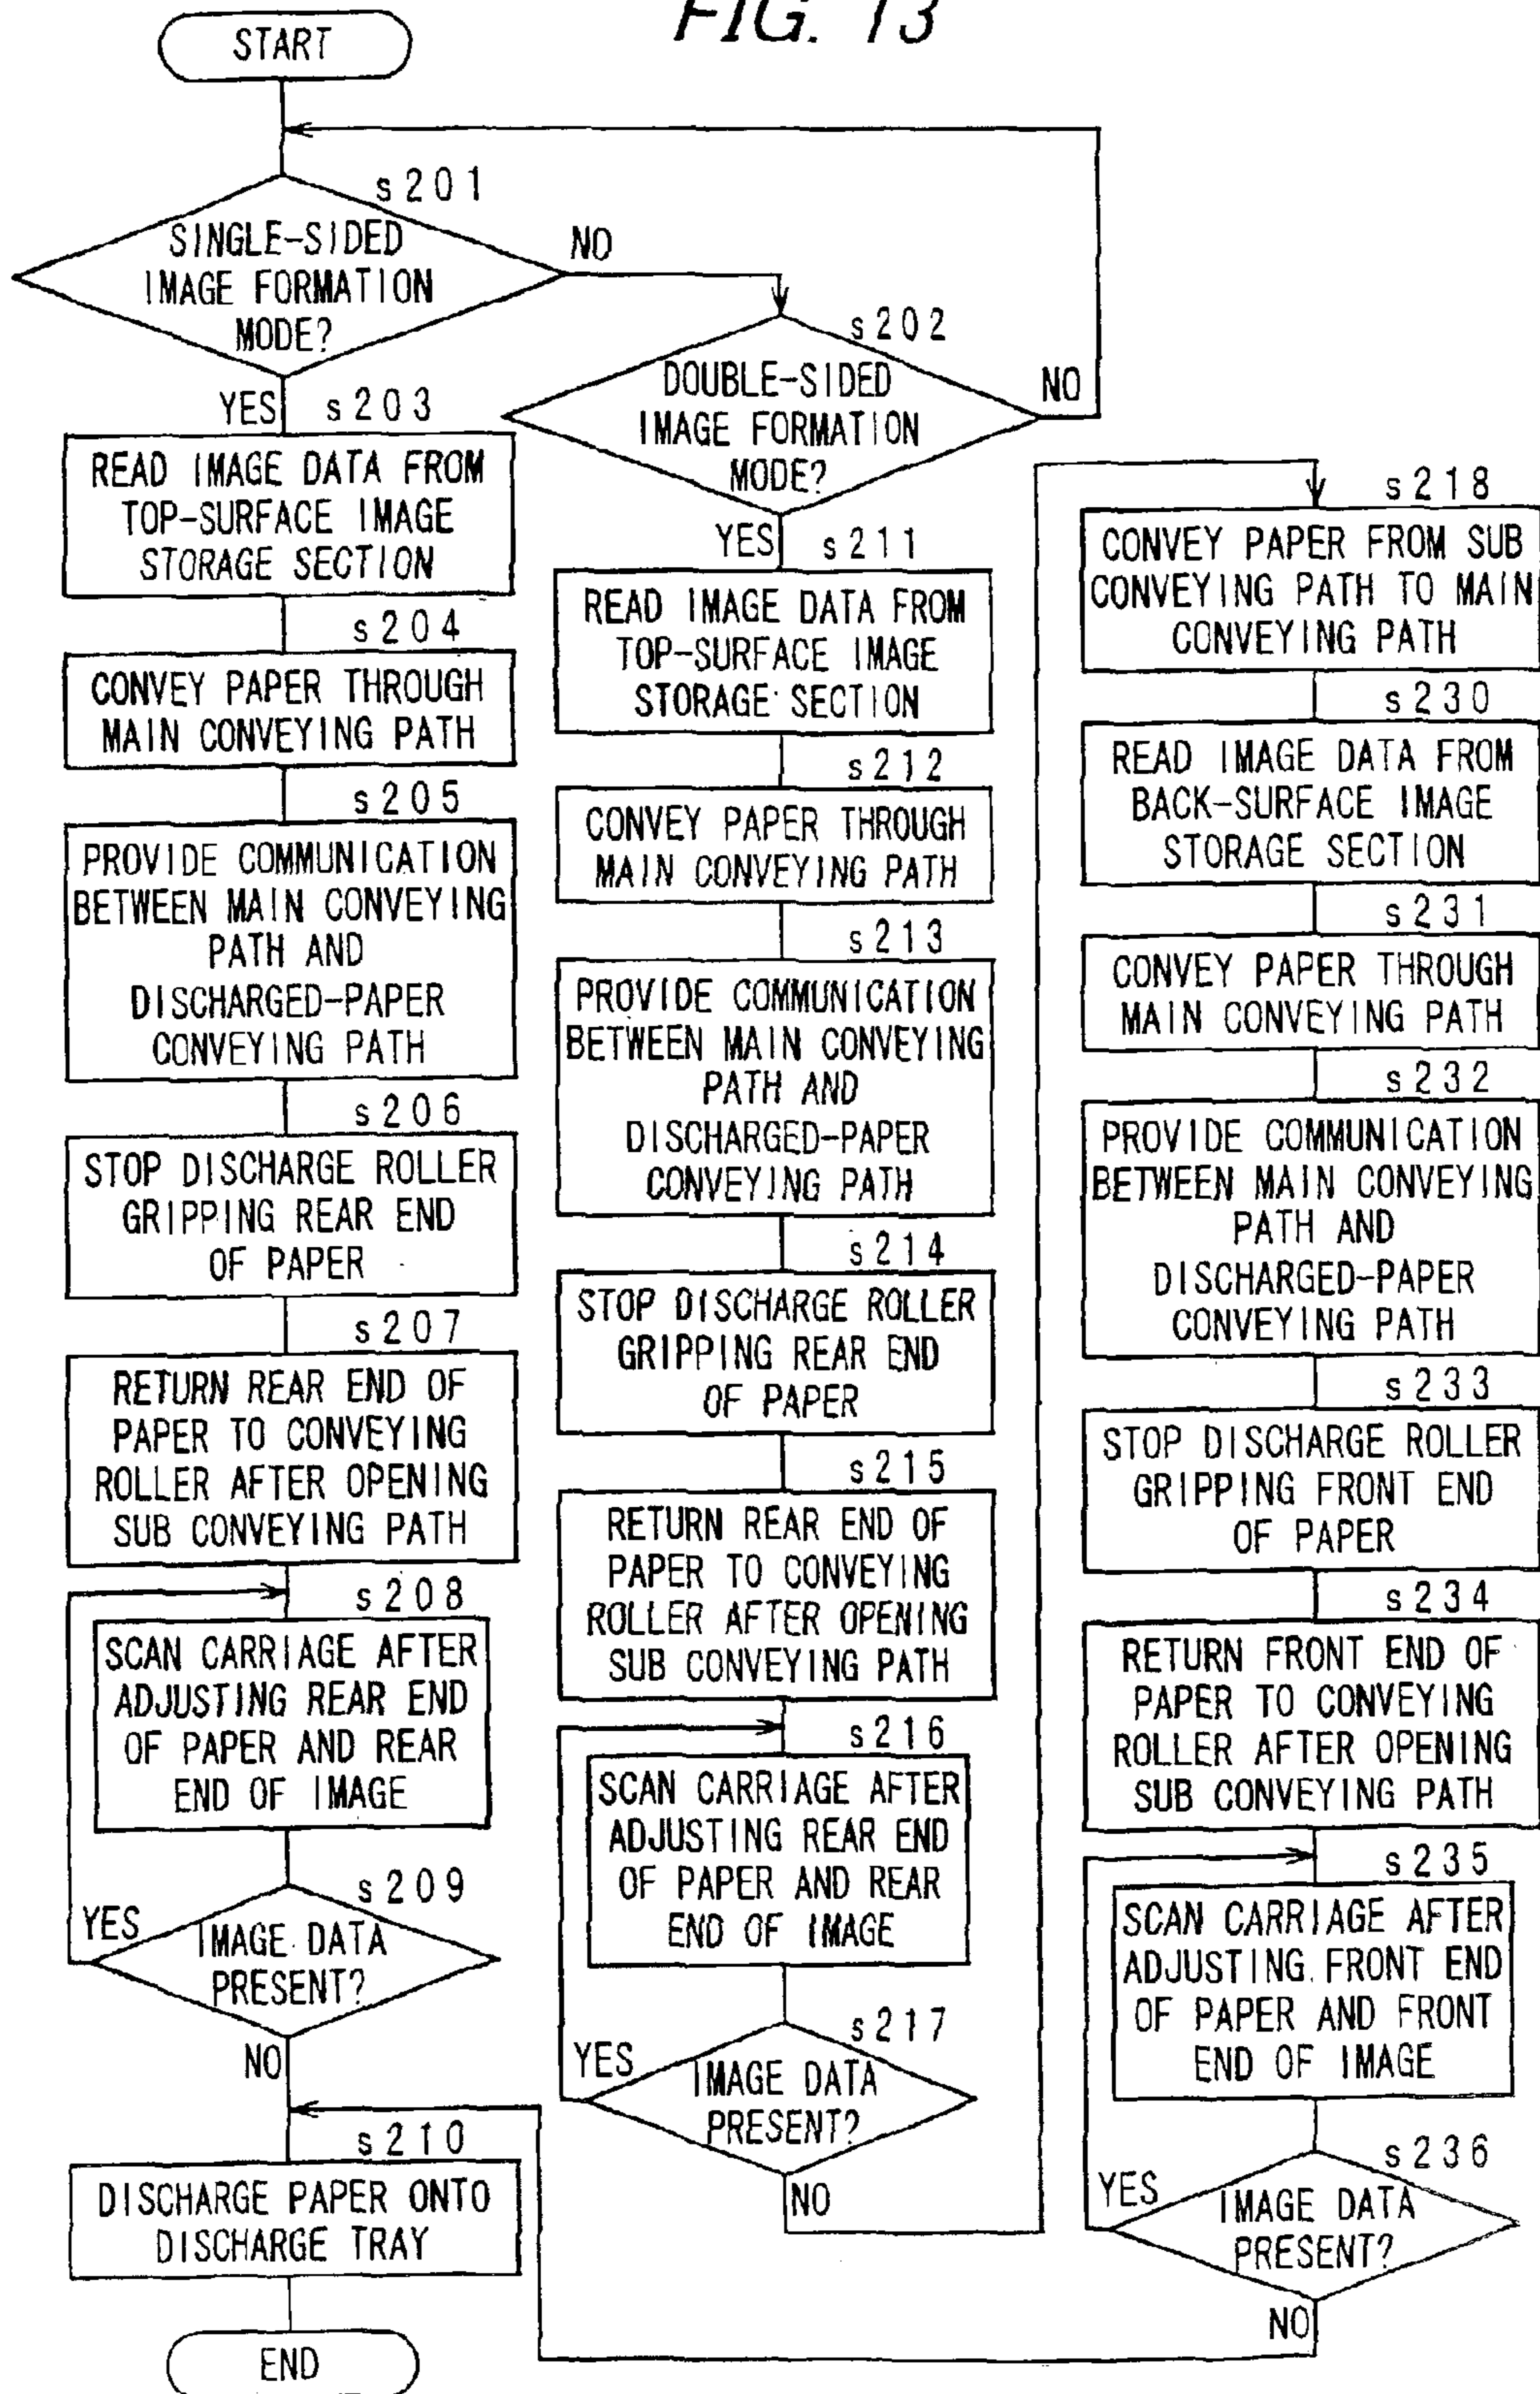 FIG. 13
START
s201
SINGLE-SIDED
IMAGE FORMATION
MODE?
NO
YES
s202
DOUBLE-SIDED
IMAGE FORMATION
MODE?
NO
YES
s203
READ IMAGE DATA FROM
TOP-SURFACE IMAGE
STORAGE SECTION
s204
CONVEY PAPER THROUGH
MAIN CONVEYING PATH
s205
PROVIDE COMMUNICATION
BETWEEN MAIN CONVEYING
PATH AND
DISCHARGED-PAPER
CONVEYING PATH
s206
STOP DISCHARGE ROLLER
GRIPPING REAR END
OF PAPER
s207
RETURN REAR END OF
PAPER TO CONVEYING
ROLLER AFTER OPENING
SUB CONVEYING PATH
s208
SCAN CARRIAGE AFTER
ADJUSTING REAR END
OF PAPER AND REAR
END OF IMAGE
s209
YES
IMAGE DATA
PRESENT?
NO
s210
DISCHARGE PAPER ONTO
DISCHARGE TRAY
END
s211
READ IMAGE DATA FROM
TOP-SURFACE IMAGE
STORAGE SECTION
s212
CONVEY PAPER THROUGH
MAIN CONVEYING PATH
s213
PROVIDE COMMUNICATION
BETWEEN MAIN CONVEYING
PATH AND
DISCHARGED-PAPER
CONVEYING PATH
s214
STOP DISCHARGE ROLLER
GRIPPING REAR END
OF PAPER
s215
RETURN REAR END OF
PAPER TO CONVEYING
ROLLER AFTER OPENING
SUB CONVEYING PATH
s216
SCAN CARRIAGE AFTER
ADJUSTING REAR END
OF PAPER AND REAR
END OF IMAGE
s217
YES
IMAGE DATA
PRESENT?
NO
s218
CONVEY PAPER FROM SUB
CONVEYING PATH TO MAIN
CONVEYING PATH
s230
READ IMAGE DATA FROM
BACK-SURFACE IMAGE
STORAGE SECTION
s231
CONVEY PAPER THROUGH
MAIN CONVEYING PATH
s232
PROVIDE COMMUNICATION
BETWEEN MAIN CONVEYING
PATH AND
DISCHARGED-PAPER
CONVEYING PATH
s233
STOP DISCHARGE ROLLER
GRIPPING FRONT END
OF PAPER
s234
RETURN FRONT END OF
PAPER TO CONVEYING
ROLLER AFTER OPENING
SUB CONVEYING PATH
s235
SCAN CARRIAGE AFTER
ADJUSTING FRONT END
OF PAPER AND FRONT
END OF IMAGE
s236
YES
IMAGE DATA
PRESENT?
NO